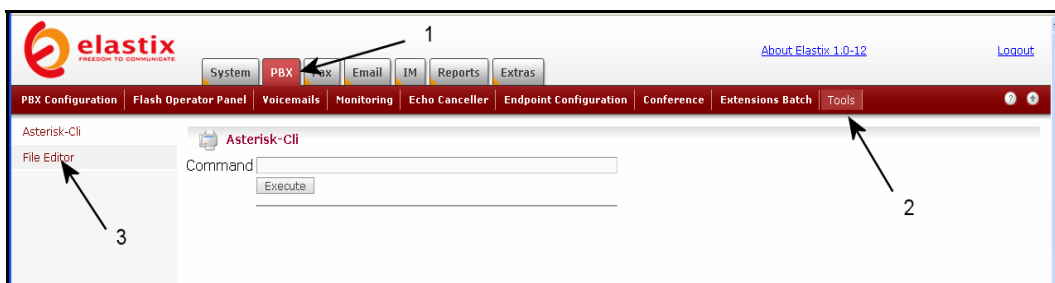 elastix
FREEDOM TO COMMUNICATE
1
About Elastix 1.0-12
Logout
System PBX Fax Email IM Reports Extras
PBX Configuration Flash Operator Panel Voicemails Monitoring Echo Canceller Endpoint Configuration Conference Extensions Batch Tools ?
Asterisk-Cli
File Editor
Asterisk-Cli
Command
Execute
2
3